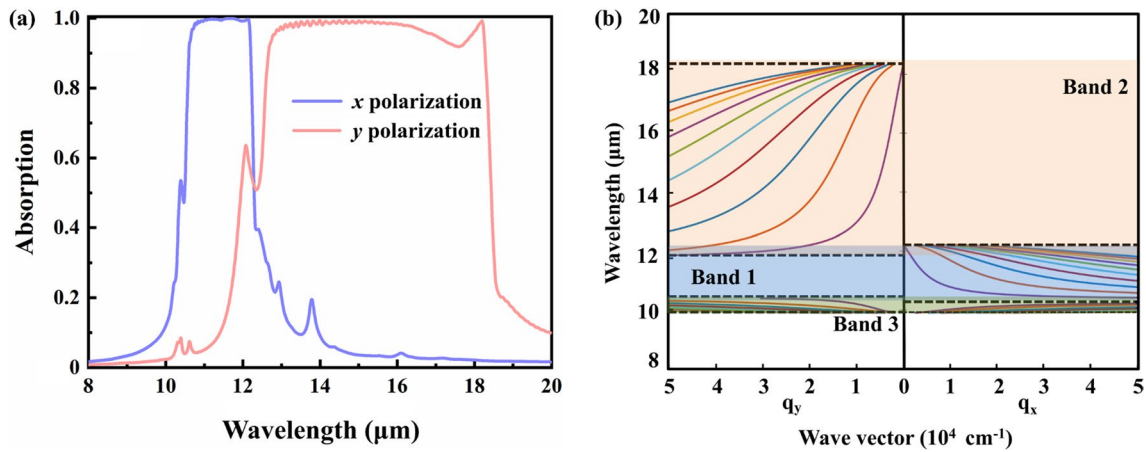 (a)
1.0
0.8
0.6
0.4
0.2
0
Absorption
x polarization
y polarization
8
10
12
14
16
18
20
Wavelength (μm)
(b)
20
18
16
14
12
10
8
Wavelength (μm)
Band 2
Band 1
Band 3
5
4
3
2
1
0
1
2
3
4
5
q_y
q_x
Wave vector (10⁴ cm⁻¹)